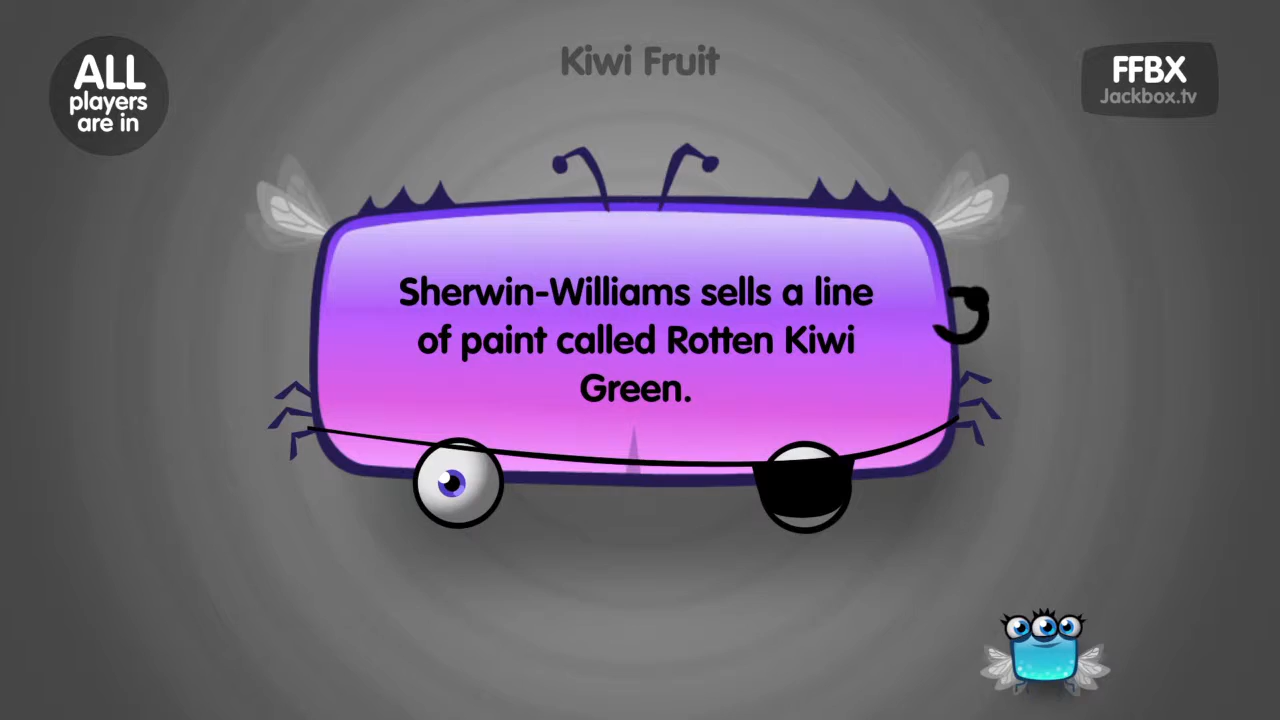 Kiwi Fruit
ALL
players
are in
FFBX
Jackbox.tv
Sherwin-Williams sells a line
of paint called Rotten Kiwi
Green.